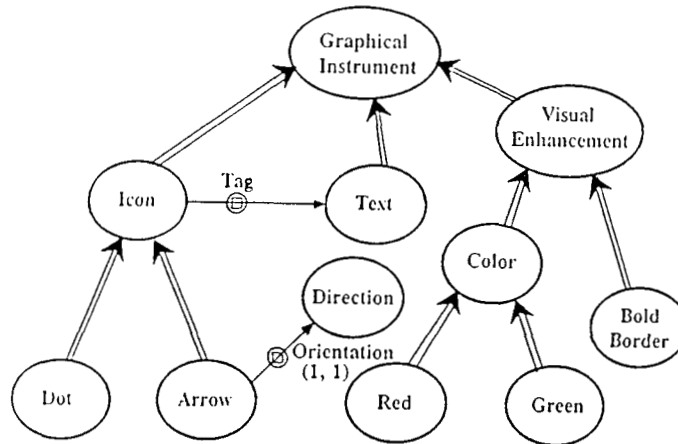 Graphical
Instrument
Visual
Enhancement
Tag
Icon
Text
Color
Direction
Bold
Border
Orientation
(1, 1)
Dot
Arrow
Red
Green